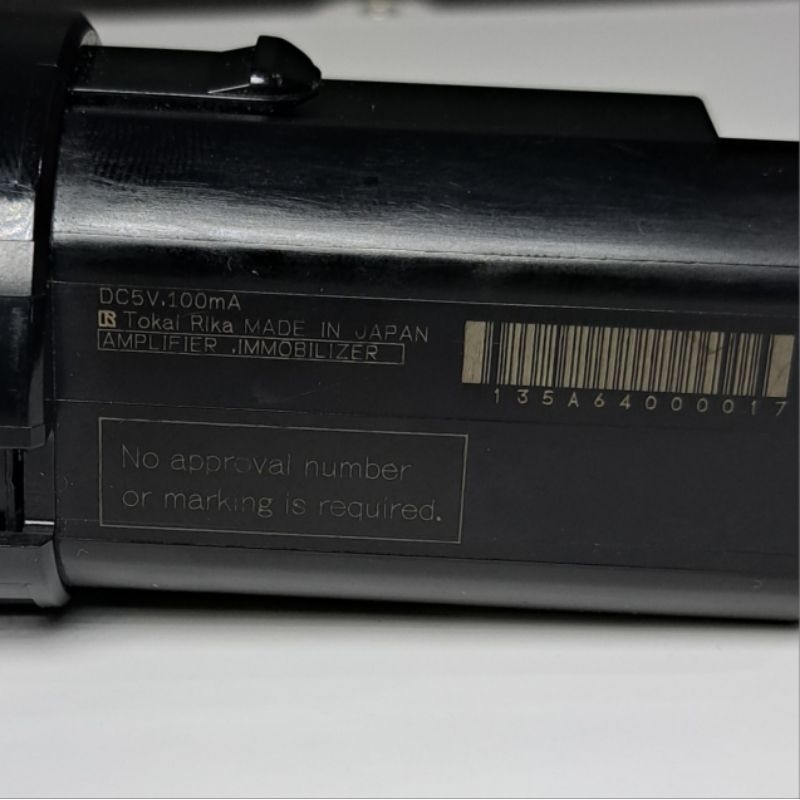 DC5V.100mA
R Tokai Rika MADE IN JAPAN
AMPLIFIER .IMMOBILIZER
135A64000017
No approval number
or marking is required.